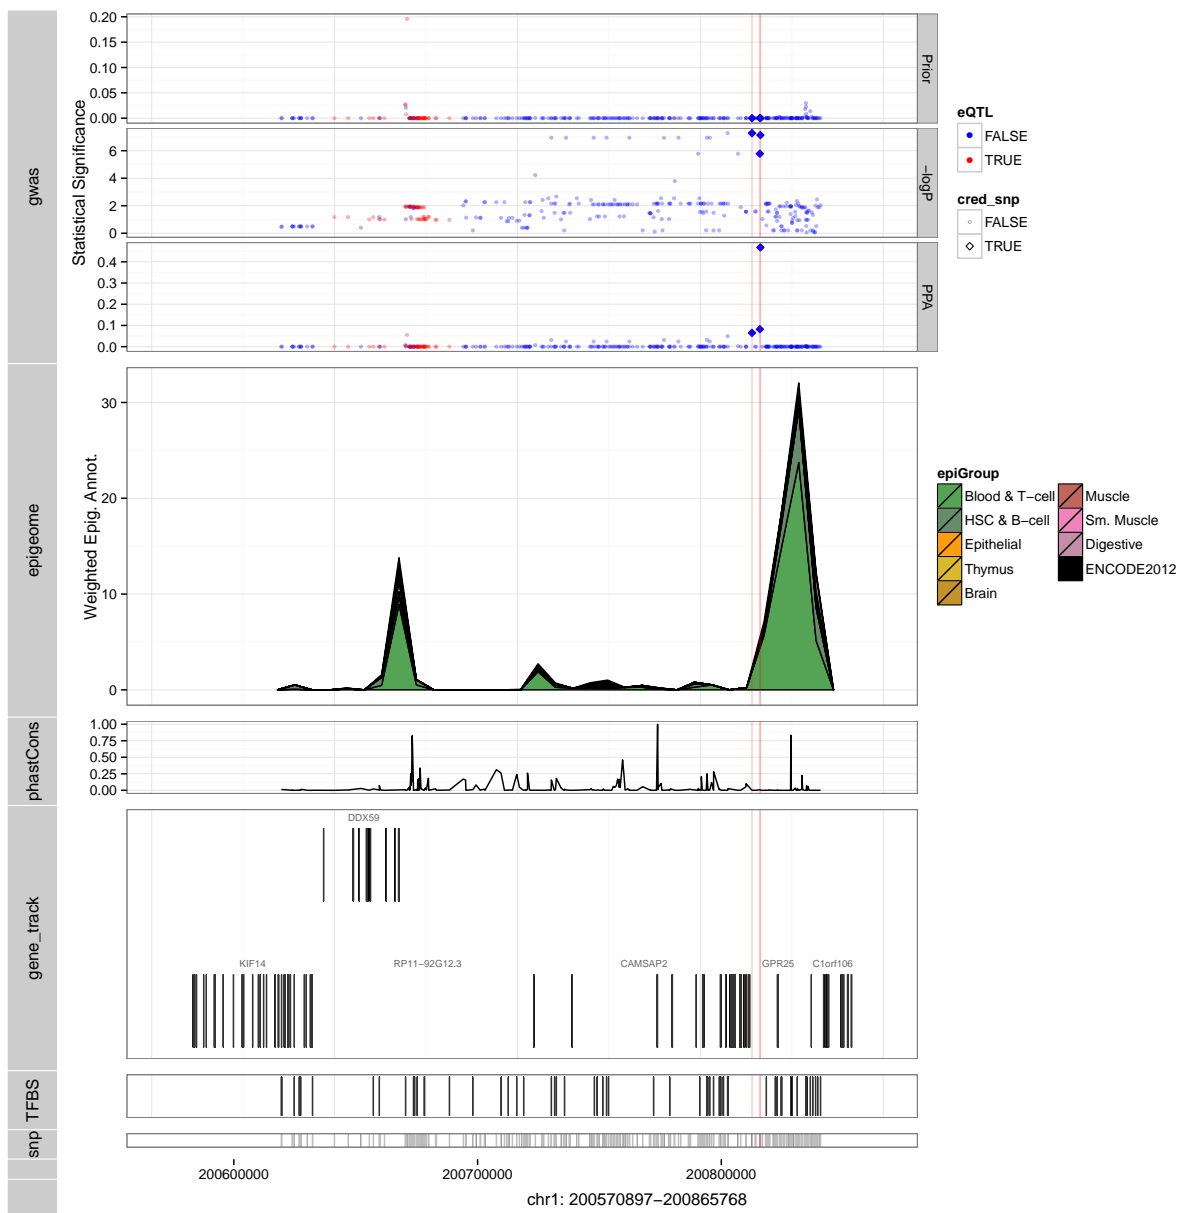 gwas
Statistical Significance
0.20
0.15
0.10
0.05
0.00
Prior
6
4
2
0
−logP
0.4
0.3
0.2
0.1
0.0
PPA
eQTL
FALSE
TRUE
cred_snp
FALSE
TRUE
epigeome
Weighted Epig. Annot.
30
20
10
0
epiGroup
Blood & T−cell
HSC & B−cell
Epithelial
Thymus
Brain
Muscle
Sm. Muscle
Digestive
ENCODE2012
phastCons
1.00
0.75
0.50
0.25
0.00
gene_track
DDX59
KIF14
RP11−92G12.3
CAMSAP2
GPR25
C1orf106
TFBS
snp
200600000
200700000
200800000
chr1: 200570897−200865768